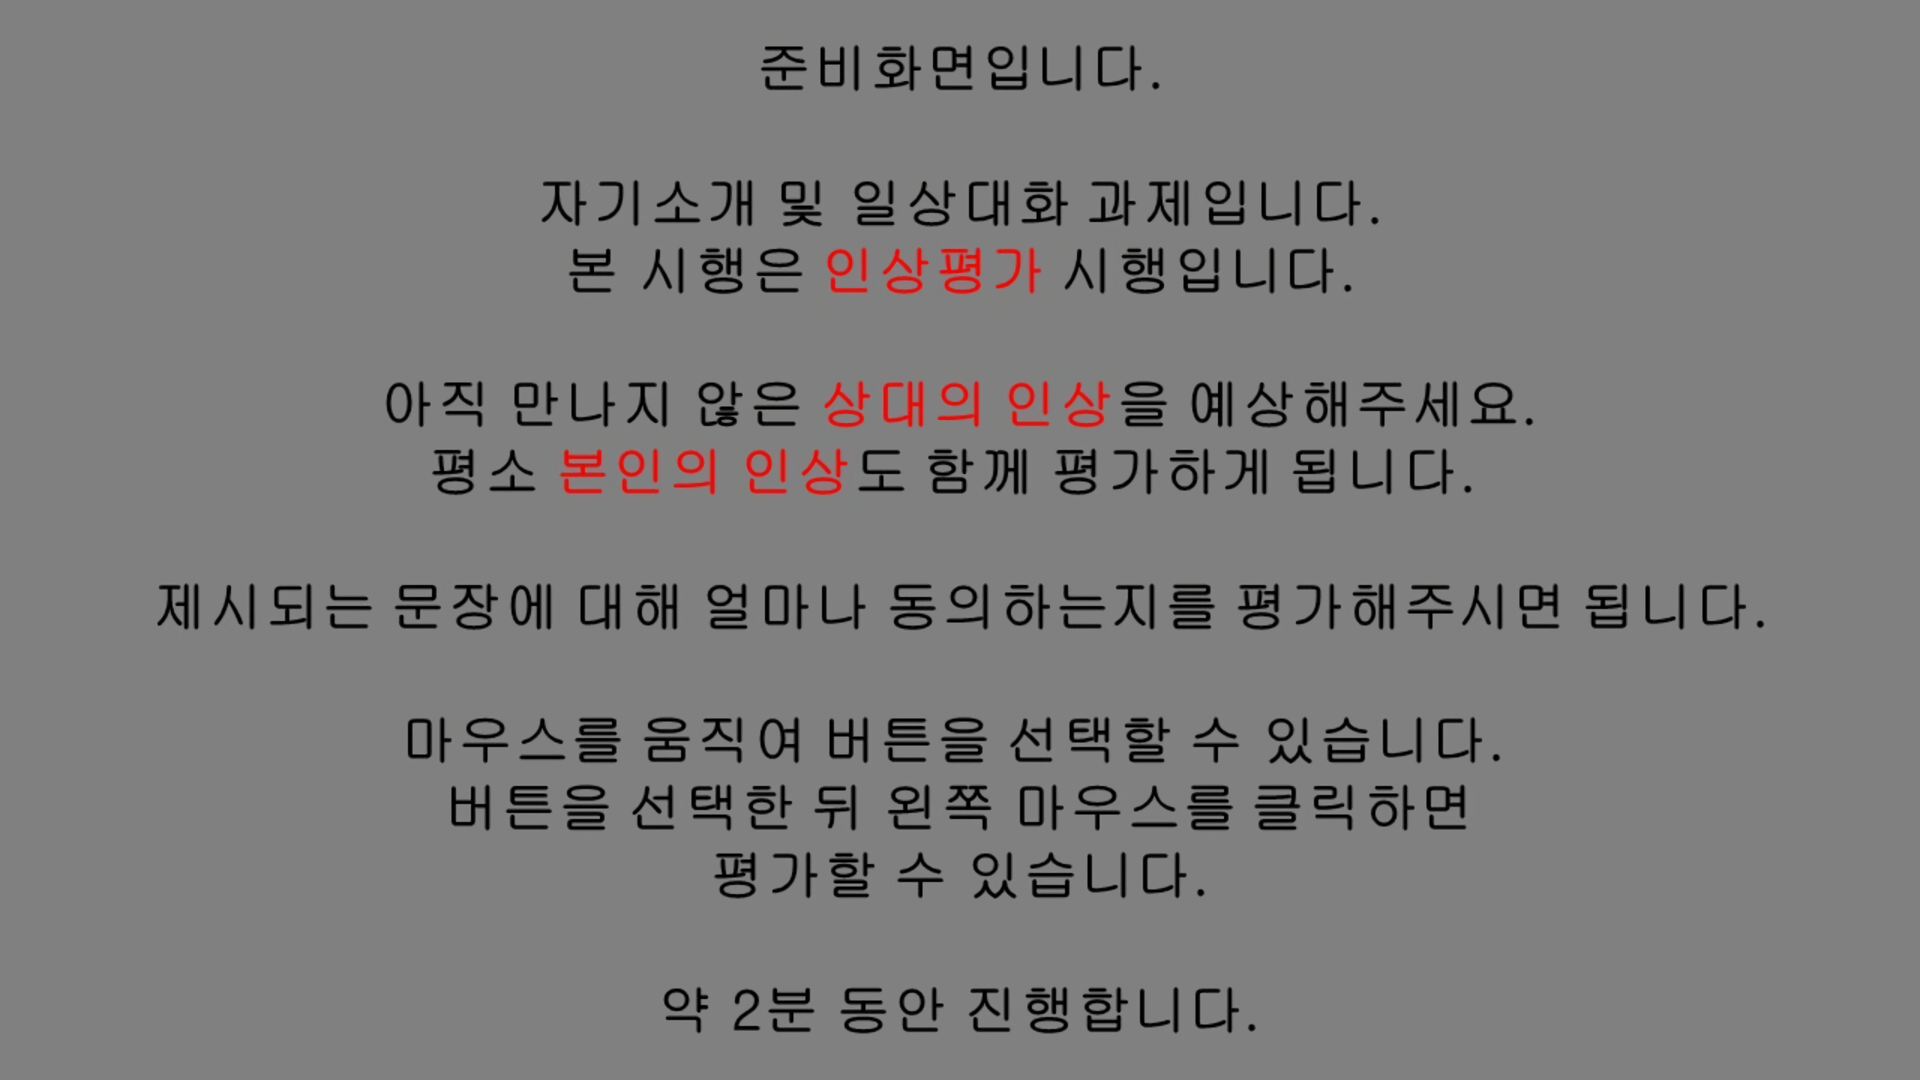 준비화면입니다.
자기소개 및 일상대화 과제입니다.
본 시행은 인상평가 시행입니다.
아직 만나지 않은 상대의 인상을 예상해주세요.
평소 본인의 인상도 함께 평가하게 됩니다.
제시되는 문장에 대해 얼마나 동의하는지를 평가해주시면 됩니다.
마우스를 움직여 버튼을 선택할 수 있습니다.
버튼을 선택한 뒤 왼쪽 마우스를 클릭하면
평가할 수 있습니다.
약 2분 동안 진행합니다.